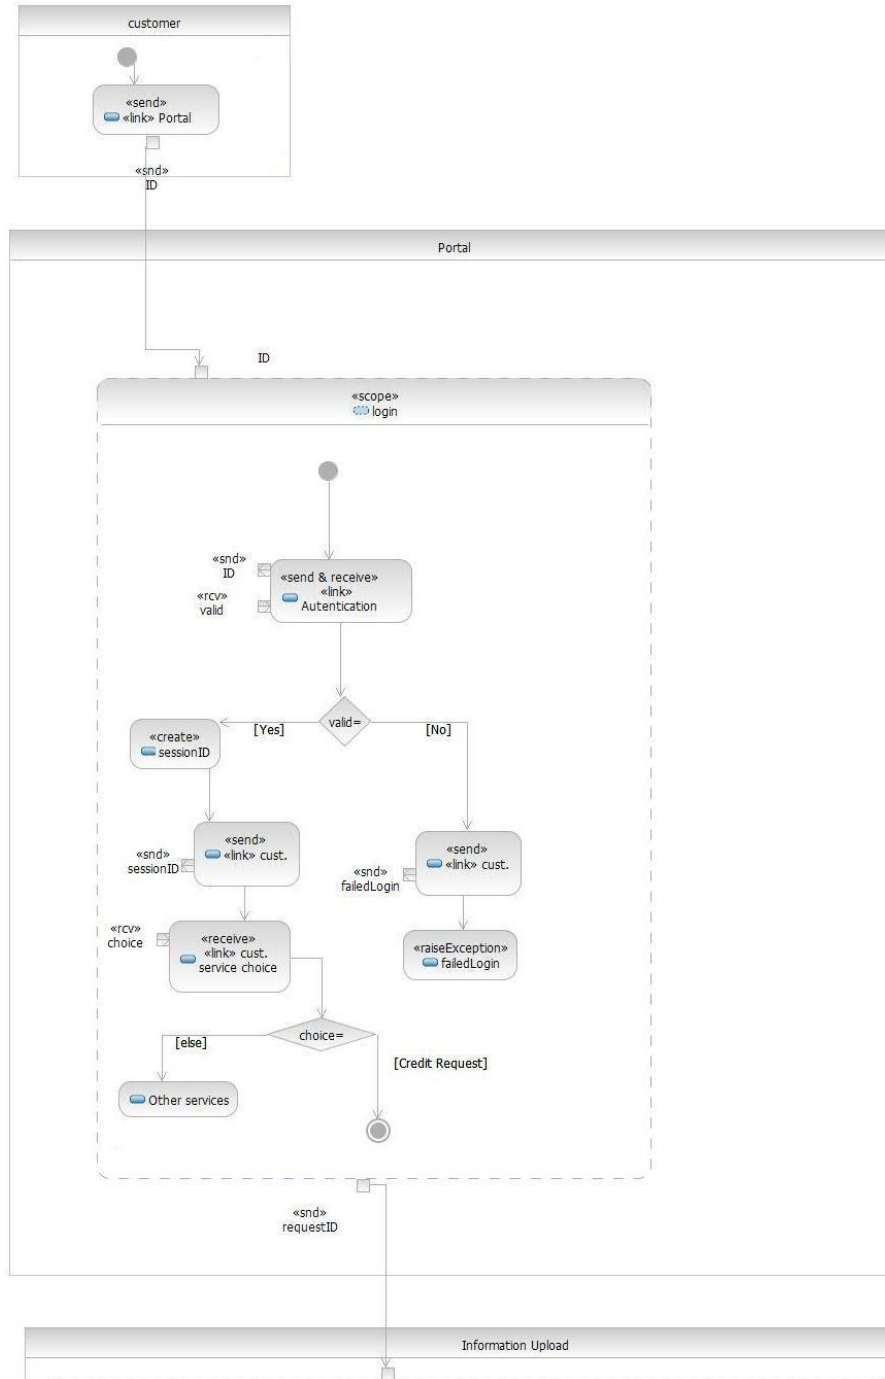 customer
«send»
«link» Portal
«snd»
ID
Portal
ID
«scope»
login
«snd»
ID
«rcv»
valid
«send & receive»
«link»
Autentication
valid=
[Yes]
[No]
«create»
sessionID
«send»
«link» cust.
«snd»
sessionID
«send»
«link» cust.
«snd»
failedLogin
«rcv»
choice
«receive»
«link» cust.
service choice
«raiseException»
failedLogin
choice=
[else]
[Credit Request]
Other services
«snd»
requestID
Information Upload